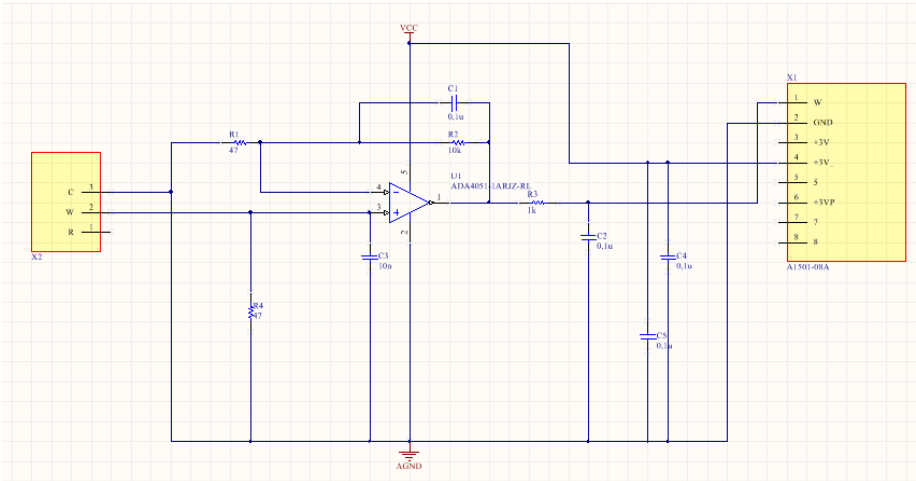 VCC
X1
C1
0,1u
1 W
R1
47
R2
10k
2 GND
3 +3V
4 +3V_
5
U1
ADA4051-1ARJZ-RL
C 3
4
5 5
R3
1k
1
6 +3VP
W 2
3
7 7
R 1
2
C2
0,1u
8 8
X2
C3
10n
C4
0,1u
A1501-08A
R4
47
C5
0,1u
AGND